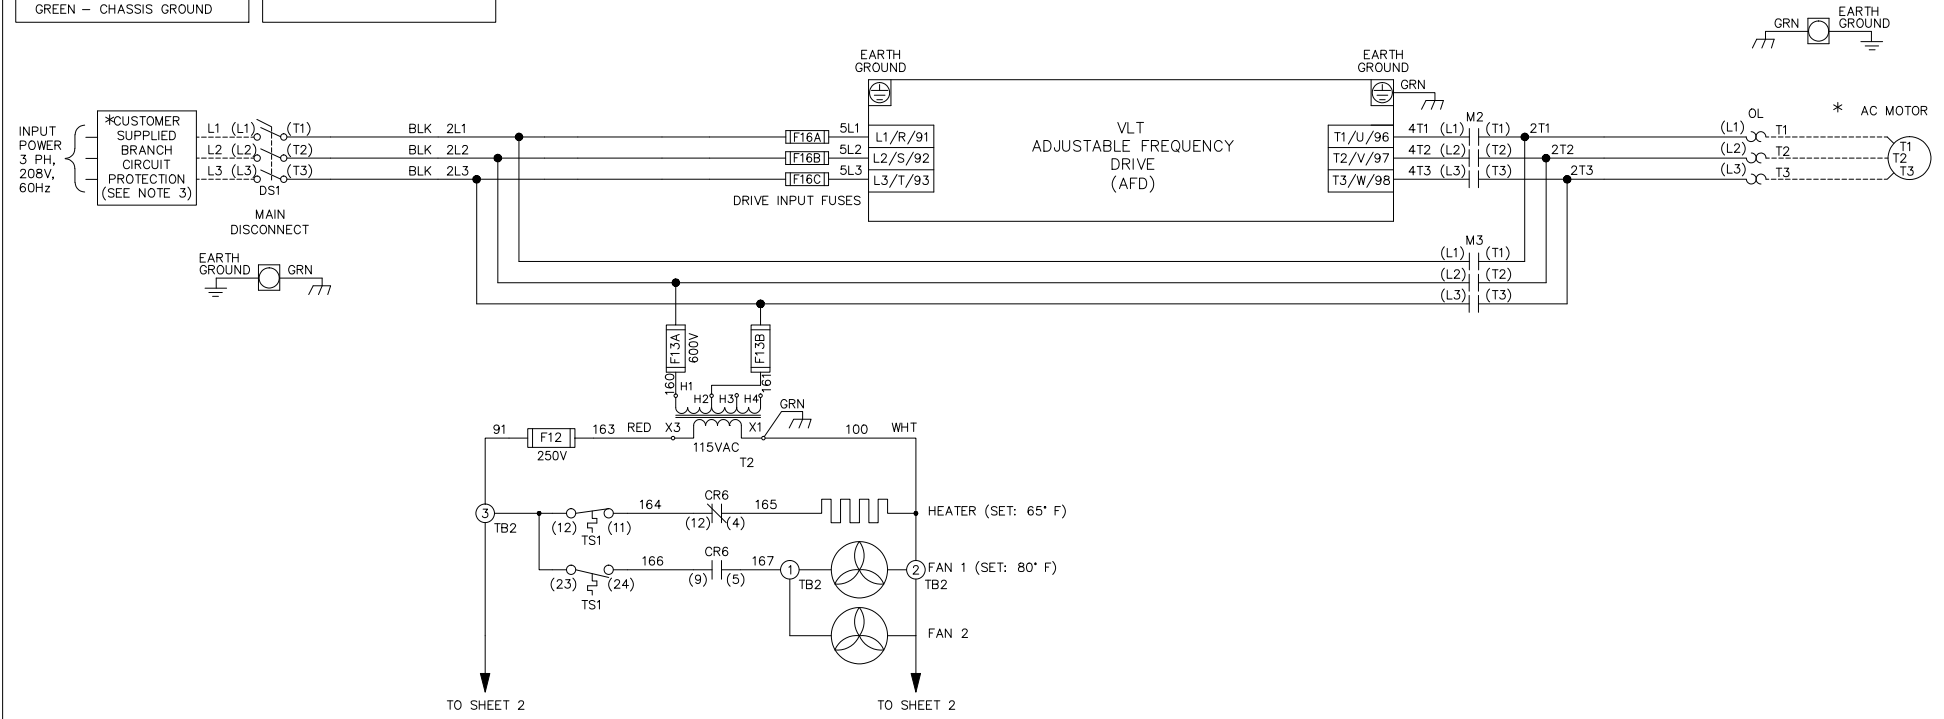 GREEN – CHASSIS GROUND
EARTH
GROUND
GRN
EARTH
GROUND
EARTH
GROUND
GRN
INPUT
POWER
3 PH,
208V,
60Hz
*CUSTOMER
SUPPLIED
BRANCH
CIRCUIT
PROTECTION
(SEE NOTE 3)
L1 (L1) (T1)
L2 (L2) (T2)
L3 (L3) (T3)
DS1
MAIN
DISCONNECT
BLK 2L1
BLK 2L2
BLK 2L3
F16A
F16B
F16C
DRIVE INPUT FUSES
5L1
5L2
5L3
L1/R/91
L2/S/92
L3/T/93
VLT
ADJUSTABLE FREQUENCY
DRIVE
(AFD)
T1/U/96
T2/V/97
T3/W/98
M2
4T1 (L1) (T1) 2T1
4T2 (L2) (T2) 2T2
4T3 (L3) (T3) 2T3
OL
(L1) T1
(L2) T2
(L3) T3
* AC MOTOR
T1
T2
T3
M3
(L1) (T1)
(L2) (T2)
(L3) (T3)
EARTH
GROUND
GRN
F13A
600V
F13B
160
161
H1
H2 H3 H4
GRN
91
F12
250V
163 RED X3
X1
100 WHT
115VAC
T2
3
TB2
(12) (11)
TS1
164
CR6
(12) (4)
165
HEATER (SET: 65° F)
(23) (24)
TS1
166
CR6
(9) (5)
167
1
TB2
2
TB2
FAN 1 (SET: 80° F)
FAN 2
TO SHEET 2
TO SHEET 2